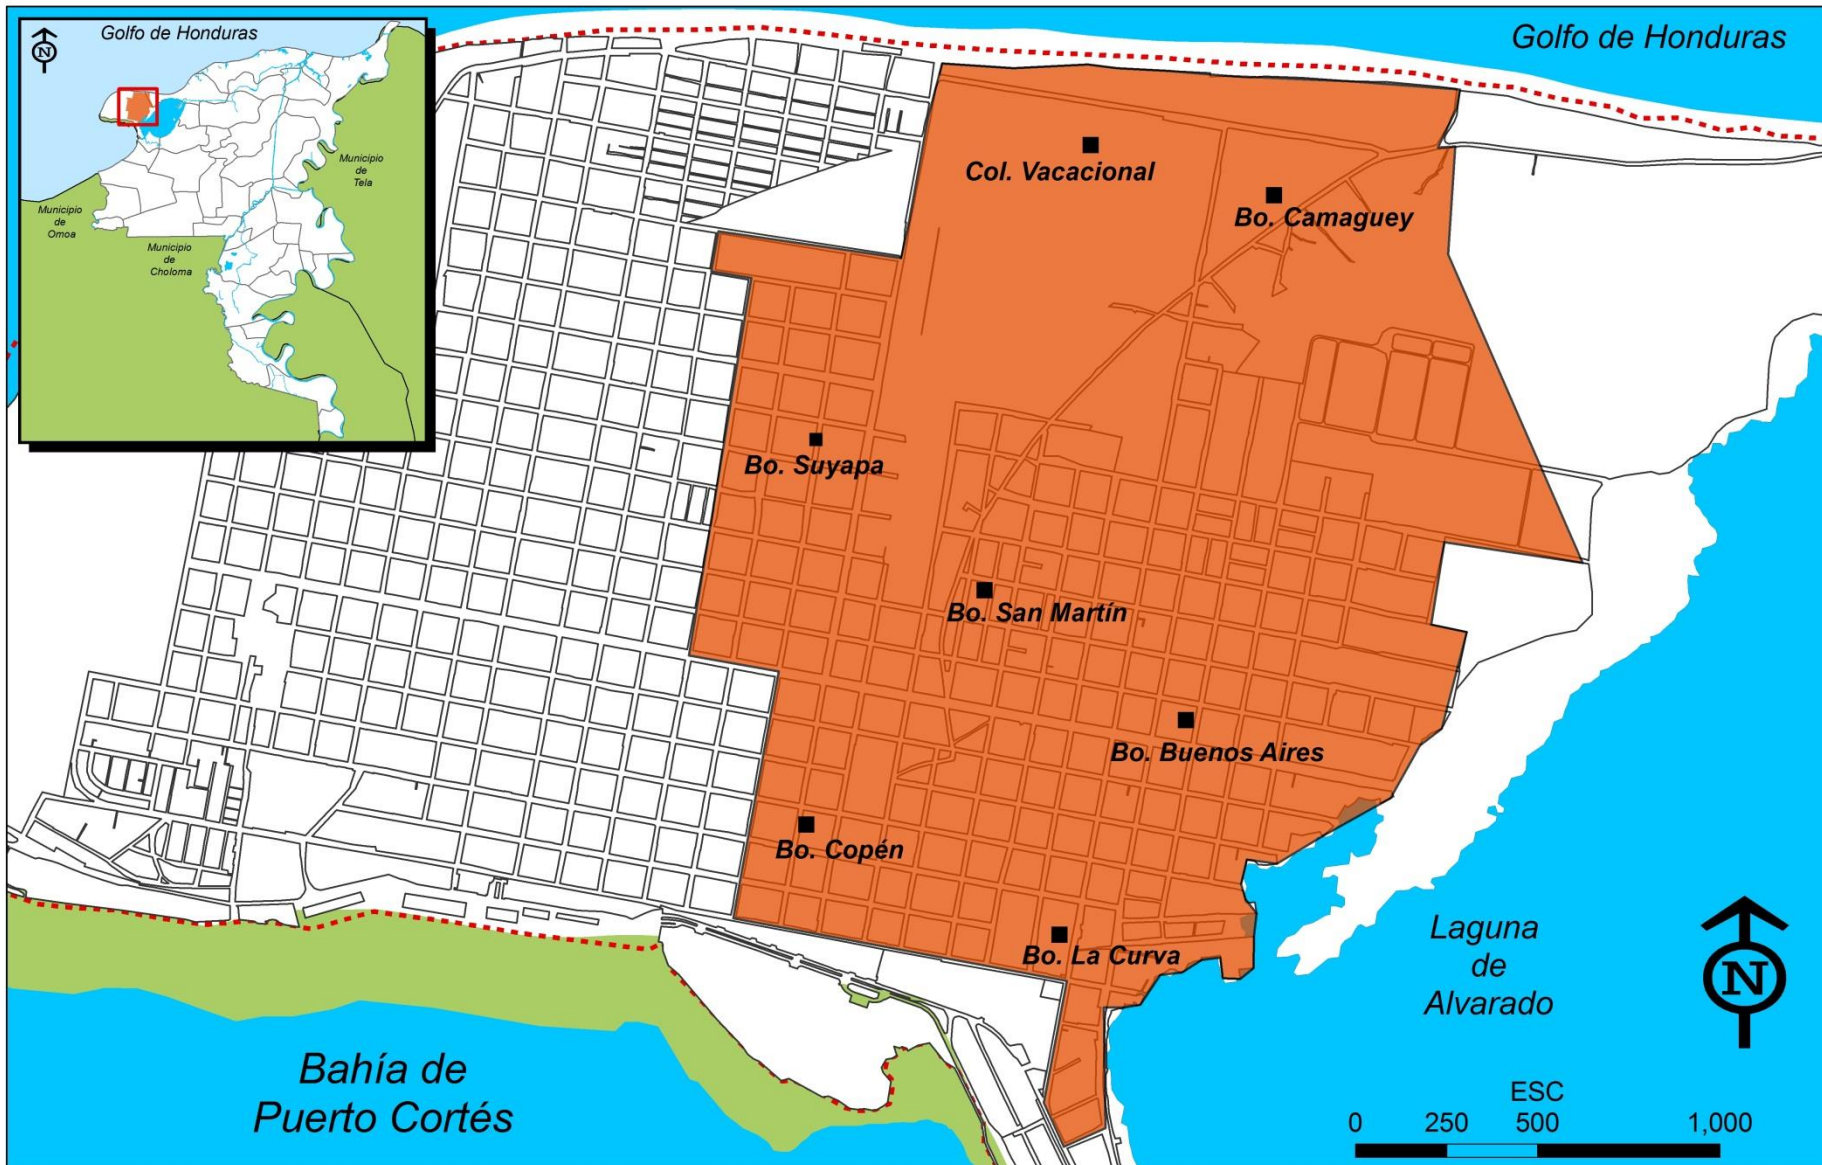 Golfo de Honduras
N
Municipio
de
Tela
Municipio
de
Omoa
Municipio
de
Choloma
Golfo de Honduras
Col. Vacacional
Bo. Camaguey
Bo. Suyapa
Bo. San Martín
Bo. Buenos Aires
Bo. Copén
Bo. La Curva
Laguna
de
Alvarado
N
Bahía de
Puerto Cortés
ESC
0 250 500 1,000